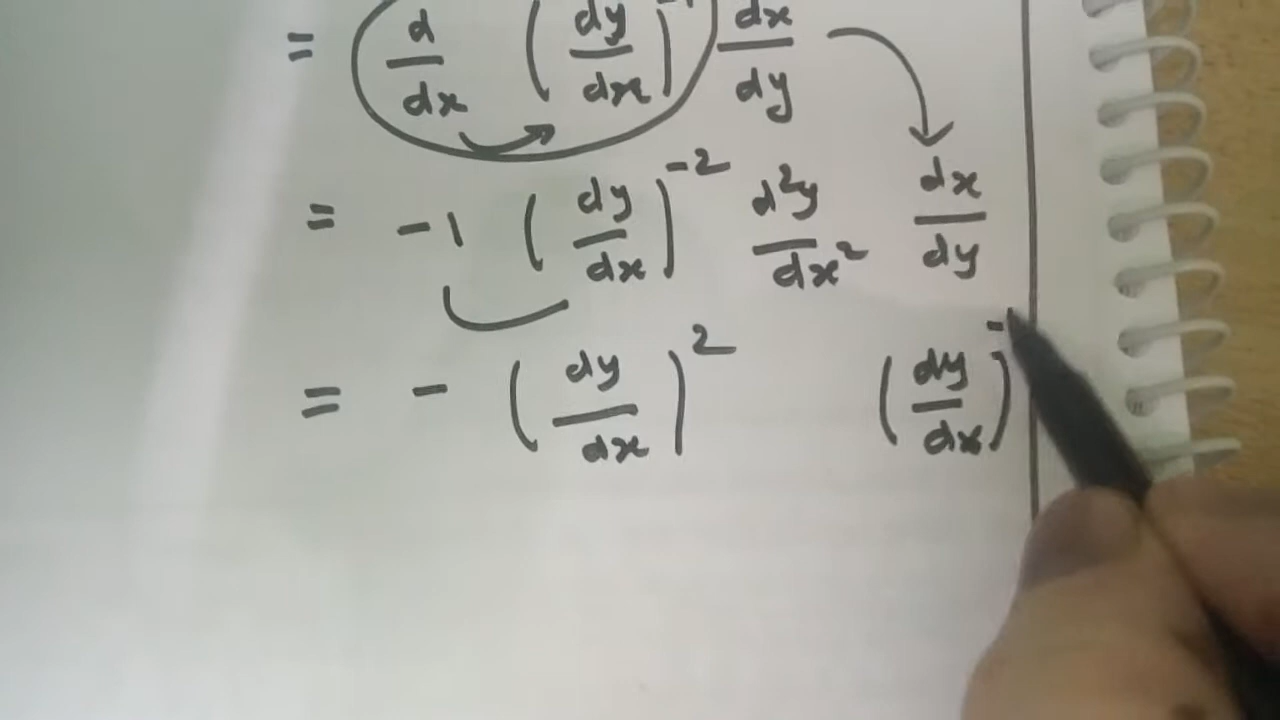 = d/dx (dy/dx)⁻¹ dx/dy
= -1 (dy/dx)⁻² d²y/dx² dx/dy
= - (dy/dx)² (dy/dx)⁻